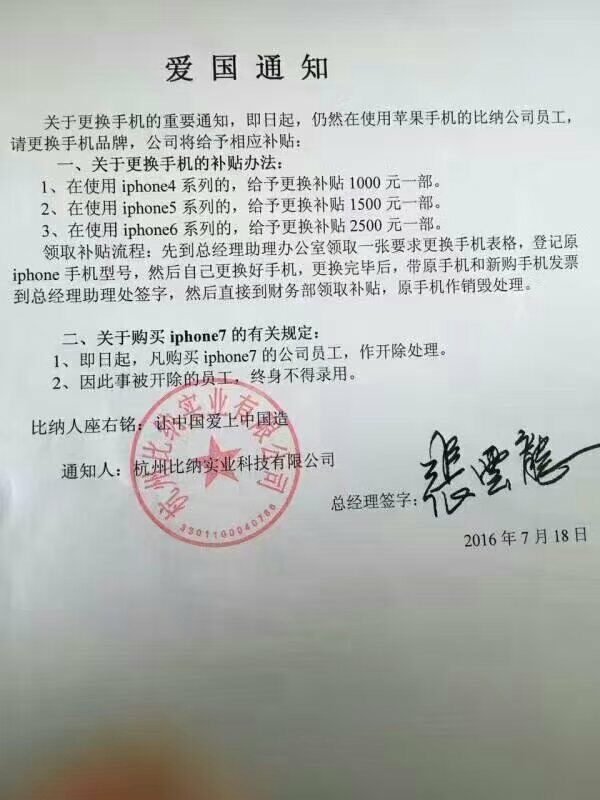 爱国通知
关于更换手机的重要通知，即日起，仍然在使用苹果手机的比纳公司员工，
请更换手机品牌，公司将给予相应补贴：
一、关于更换手机的补贴办法：
1、在使用 iphone4 系列的，给予更换补贴 1000 元一部。
2、在使用 iphone5 系列的，给予更换补贴 1500 元一部。
3、在使用 iphone6 系列的，给予更换补贴 2500 元一部。
领取补贴流程：先到总经理助理办公室领取一张要求更换手机表格，登记原
iphone 手机型号，然后自己更换好手机，更换完毕后，带原手机和新购手机发票
到总经理助理处签字，然后直接到财务部领取补贴，原手机作销毁处理。
二、关于购买 iphone7 的有关规定：
1、即日起，凡购买 iphone7 的公司员工，作开除处理。
2、因此事被开除的员工，终身不得录用。
比纳人座右铭：让中国爱上中国造
通知人：杭州比纳实业科技有限公司
杭州比纳实业有限公司
3301100040766
总经理签字：張雲龍
2016 年 7 月 18 日